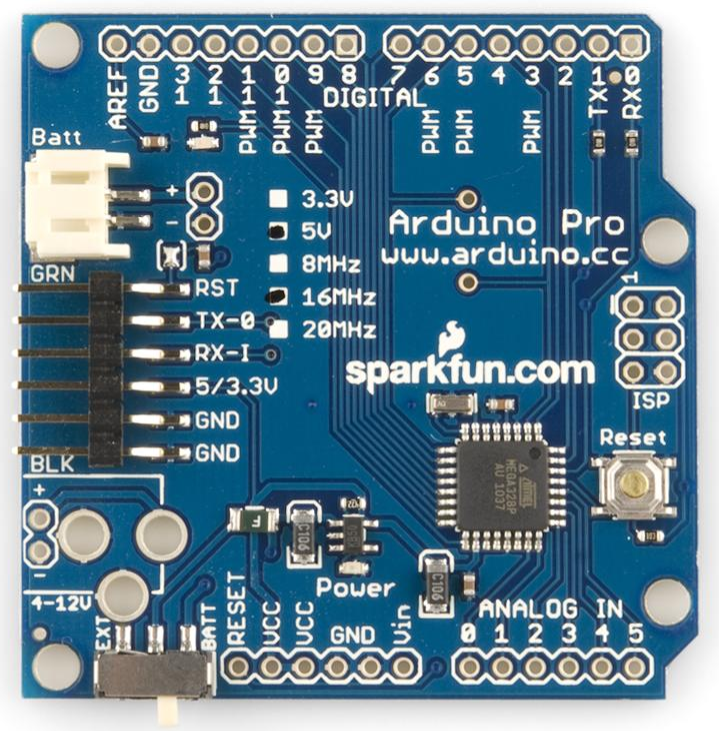 AREF GND 13 12 11 10 9 8 7 6 5 4 3 2 1 0
PWM PWM PWM PWM PWM PWM TX RX
DIGITAL
Batt
+
-
3.3V
5V
8MHz
16MHz
20MHz
Arduino Pro
www.arduino.cc
1
GRN
RST
TX-0
RX-I
5/3.3V
GND
GND
BLK
sparkfun.com
ISP
Reset
ATMEL
MEGA328P
AU 1037
+
-
4-12V
F
C106
Power
C106
EXT
BATT
RESET VCC VCC GND Vin
ANALOG IN
0 1 2 3 4 5